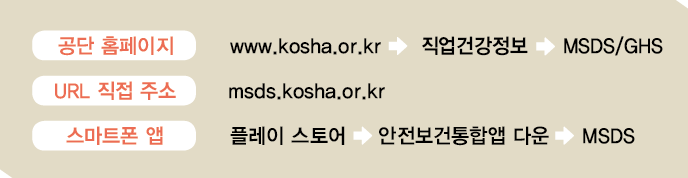 공단 홈페이지 www.kosha.or.kr ➡ 직업건강정보 ➡ MSDS/GHS
URL 직접 주소 msds.kosha.or.kr
스마트폰 앱 플레이 스토어 ➡ 안전보건통합앱 다운 ➡ MSDS